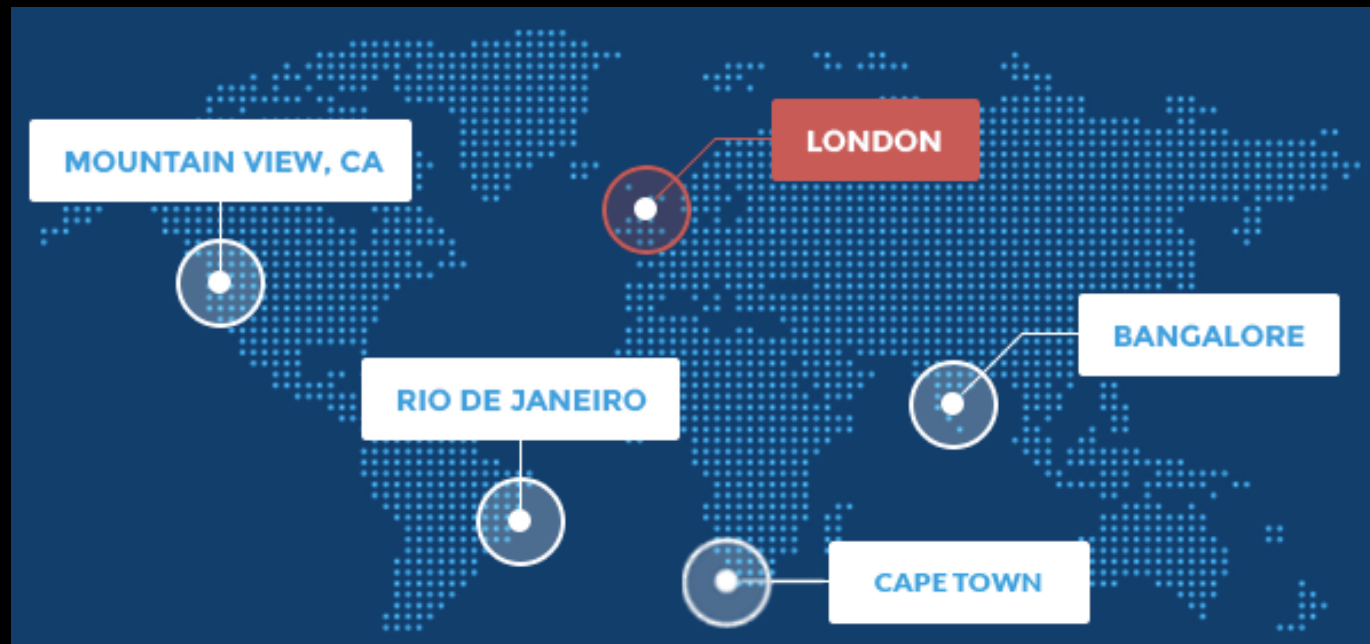 LONDON
MOUNTAIN VIEW, CA
BANGALORE
RIO DE JANEIRO
CAPE TOWN